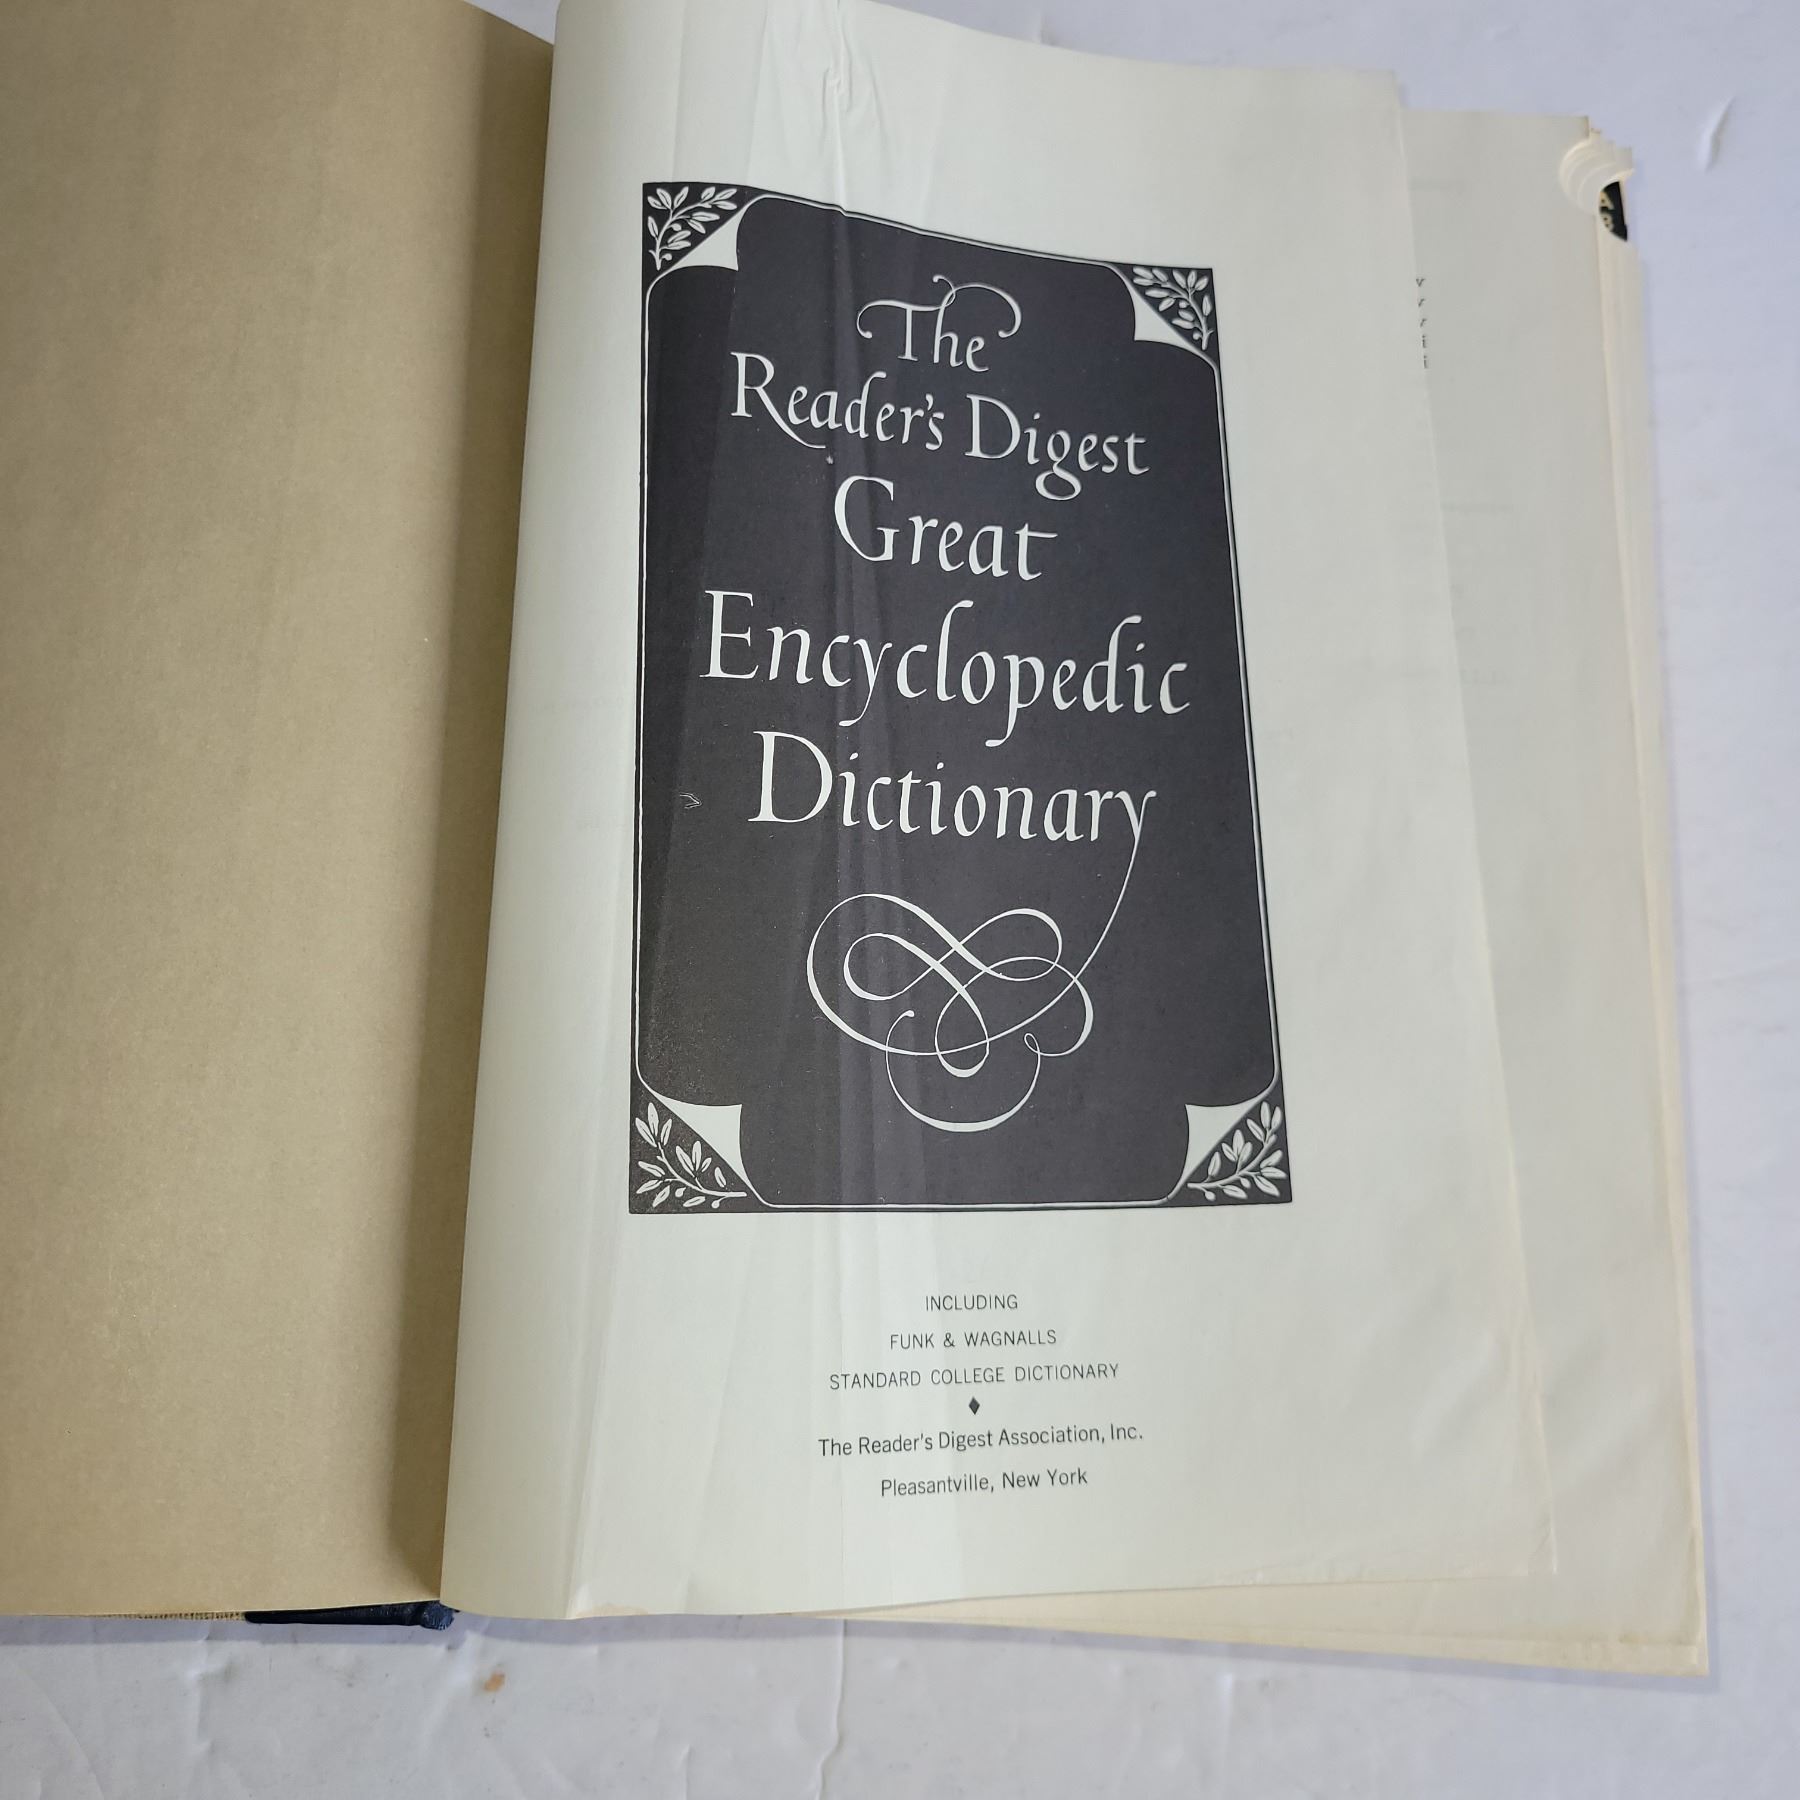 The
Reader's Digest
Great
Encyclopedic
Dictionary
INCLUDING
FUNK & WAGNALLS
STANDARD COLLEGE DICTIONARY
The Reader's Digest Association, Inc.
Pleasantville, New York
v
v
r
i
i